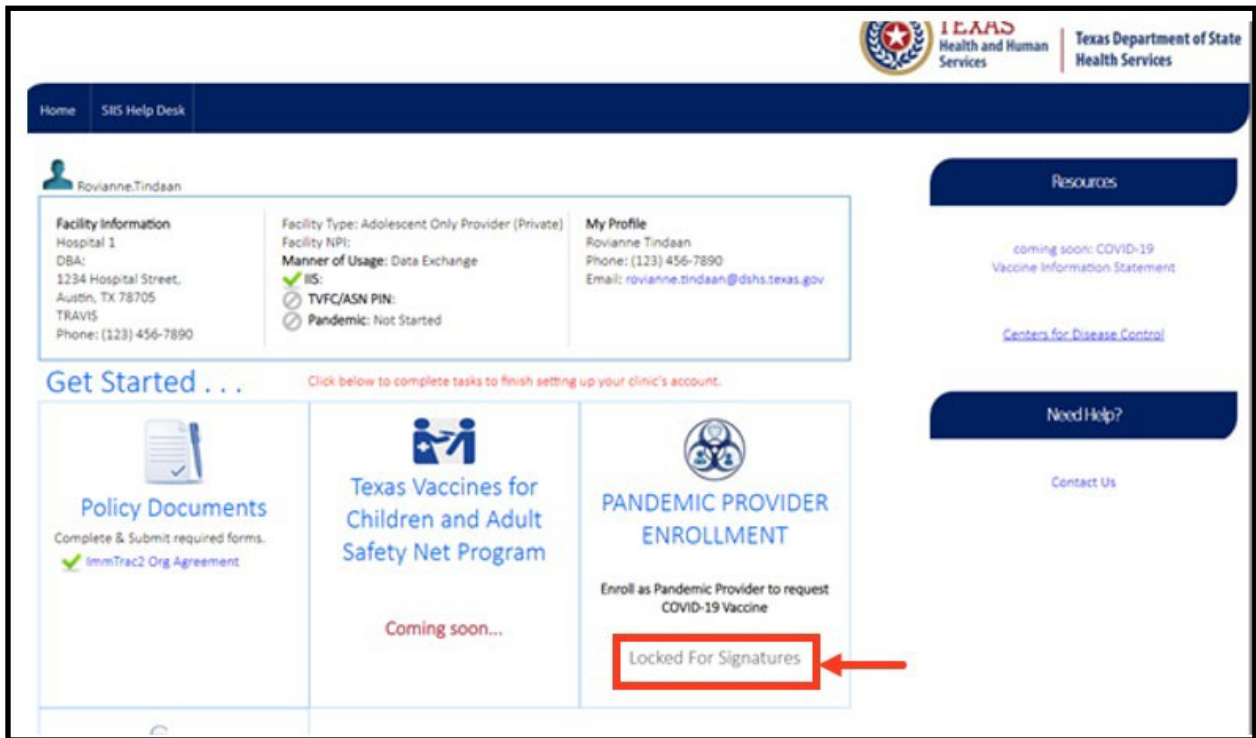 TEXAS
Health and Human
Services
Texas Department of State
Health Services
Home
SIIS Help Desk
Rovianne.Tindaan
Facility Information
Hospital 1
DBA:
1234 Hospital Street,
Austin, TX 78705
TRAVIS
Phone: (123) 456-7890
Facility Type: Adolescent Only Provider (Private)
Facility NPI:
Manner of Usage: Data Exchange
IIS:
TVFC/ASN PIN:
Pandemic: Not Started
My Profile
Rovianne Tindaan
Phone: (123) 456-7890
Email: rovianne.tindaan@dshs.texas.gov
Resources
coming soon: COVID-19
Vaccine Information Statement
Centers for Disease Control
Get Started . . .
Click below to complete tasks to finish setting up your clinic's account.
Policy Documents
Complete & Submit required forms.
ImmTrac2 Org Agreement
Texas Vaccines for
Children and Adult
Safety Net Program
Coming soon...
PANDEMIC PROVIDER
ENROLLMENT
Enroll as Pandemic Provider to request
COVID-19 Vaccine
Locked For Signatures
Need Help?
Contact Us